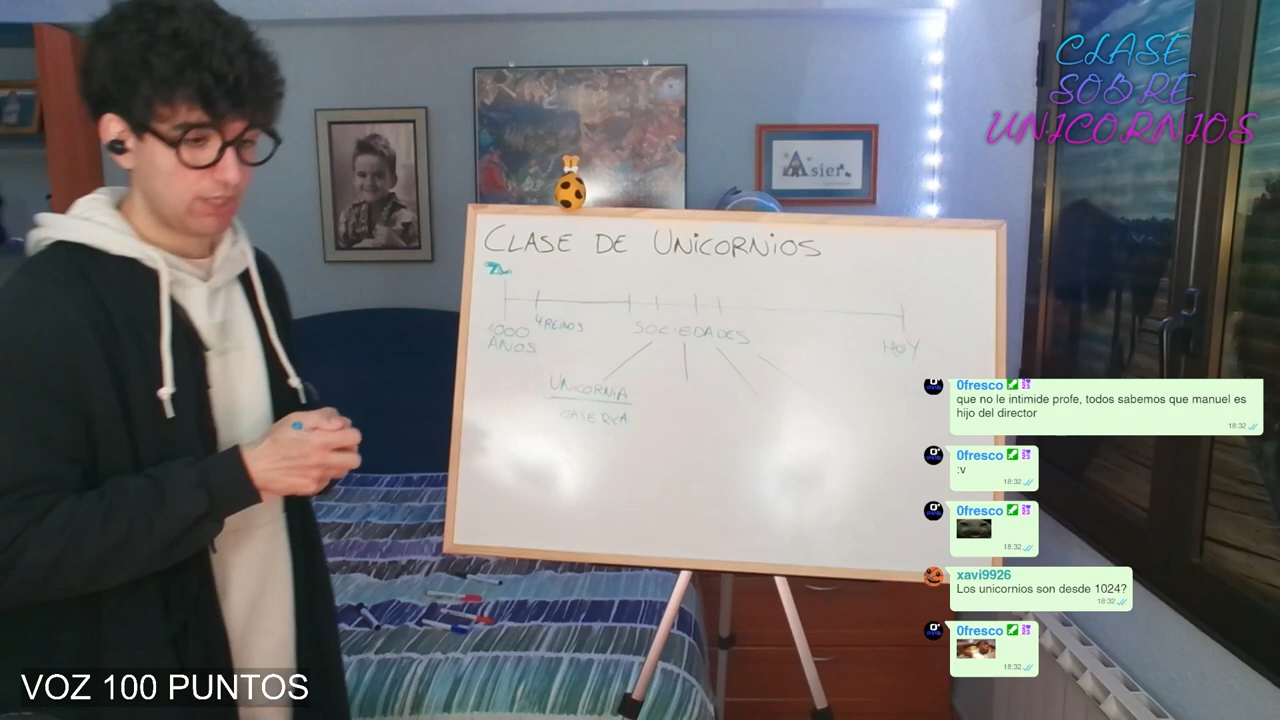 CLASE
SOBRE
UNICORNIOS
Asier
CLASE DE UNICORNIOS
1000
AÑOS
4 REINOS
SOCIEDADES
HOY
UNICORNIA
CLASE RICA
0fresco
que no le intimide profe, todos sabemos que manuel es
hijo del director
18:32
0fresco
:v
18:32
0fresco
18:32
xavi9926
Los unicornios son desde 1024?
18:32
0fresco
18:32
VOZ 100 PUNTOS